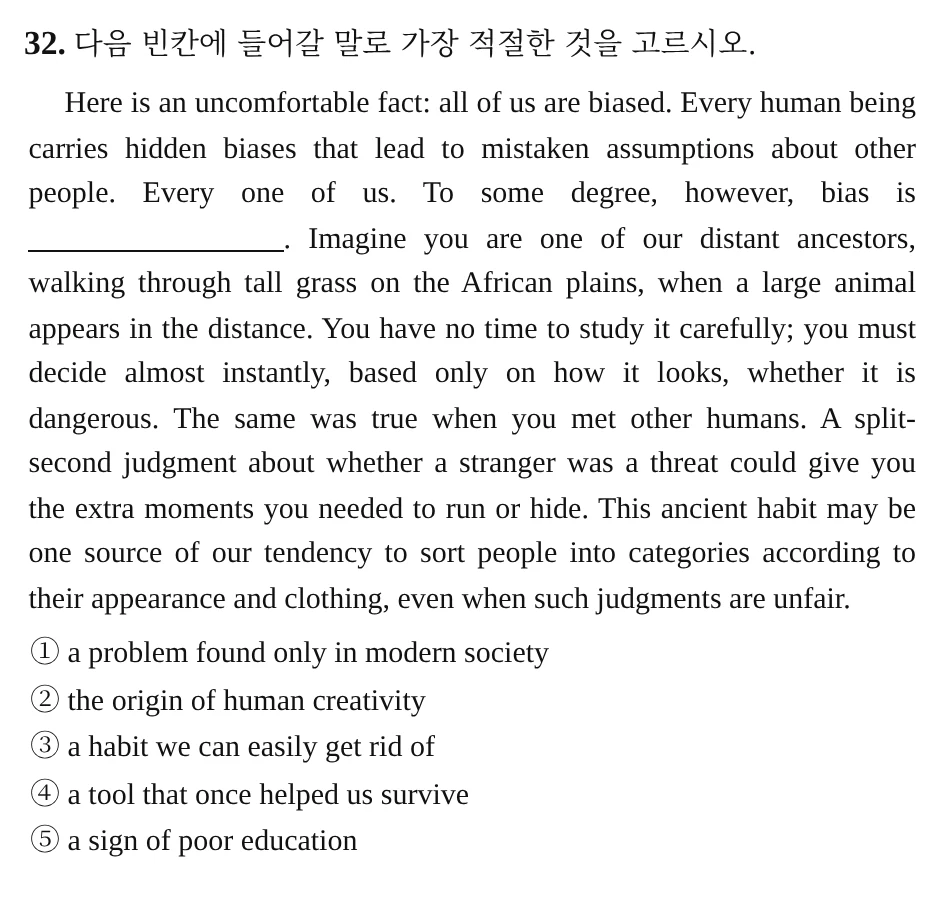 32. 다음 빈칸에 들어갈 말로 가장 적절한 것을 고르시오.
Here is an uncomfortable fact: all of us are biased. Every human being
carries hidden biases that lead to mistaken assumptions about other
people. Every one of us. To some degree, however, bias is
________________. Imagine you are one of our distant ancestors,
walking through tall grass on the African plains, when a large animal
appears in the distance. You have no time to study it carefully; you must
decide almost instantly, based only on how it looks, whether it is
dangerous. The same was true when you met other humans. A split-
second judgment about whether a stranger was a threat could give you
the extra moments you needed to run or hide. This ancient habit may be
one source of our tendency to sort people into categories according to
their appearance and clothing, even when such judgments are unfair.
① a problem found only in modern society
② the origin of human creativity
③ a habit we can easily get rid of
④ a tool that once helped us survive
⑤ a sign of poor education